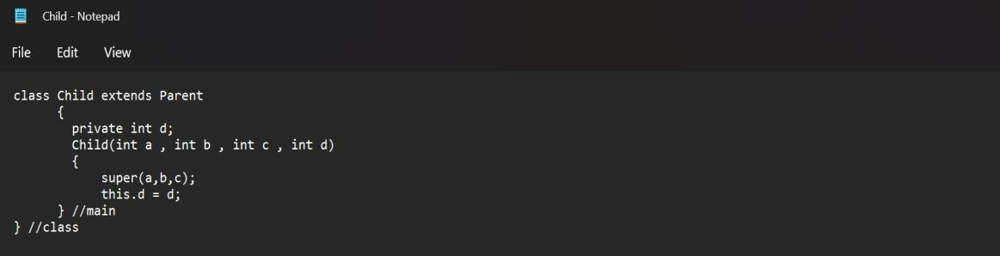 Child - Notepad
File Edit View
class Child extends Parent
{
private int d;
Child(int a , int b , int c , int d)
{
super(a,b,c);
this.d = d;
} //main
} //class